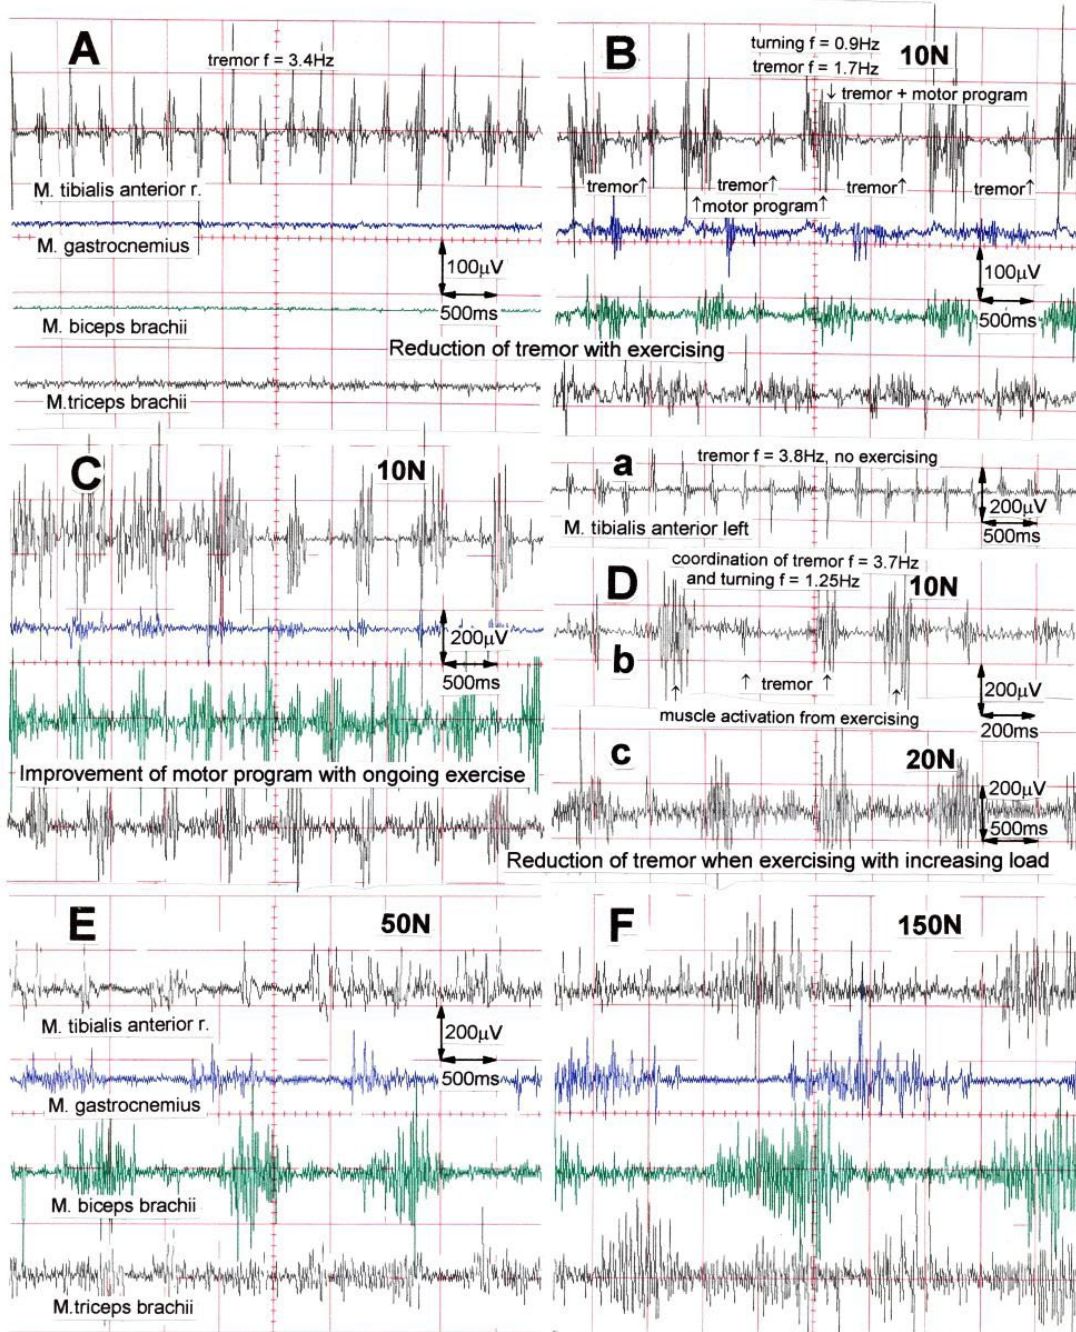 A
tremor f = 3.4Hz
M. tibialis anterior r.
M. gastrocnemius
100µV
500ms
M. biceps brachii
M.triceps brachii
B
turning f = 0.9Hz
tremor f = 1.7Hz
10N
↓ tremor + motor program
tremor↑ tremor↑ tremor↑ tremor↑
↑motor program↑
100µV
500ms
Reduction of tremor with exercising
C
10N
200µV
500ms
Improvement of motor program with ongoing exercise
a
tremor f = 3.8Hz, no exercising
M. tibialis anterior left
200µV
500ms
D
coordination of tremor f = 3.7Hz
and turning f = 1.25Hz
10N
b
↑ tremor ↑
↑ ↑
muscle activation from exercising
200µV
200ms
c
20N
200µV
500ms
Reduction of tremor when exercising with increasing load
E
50N
M. tibialis anterior r.
200µV
500ms
M. gastrocnemius
M. biceps brachii
M.triceps brachii
F
150N